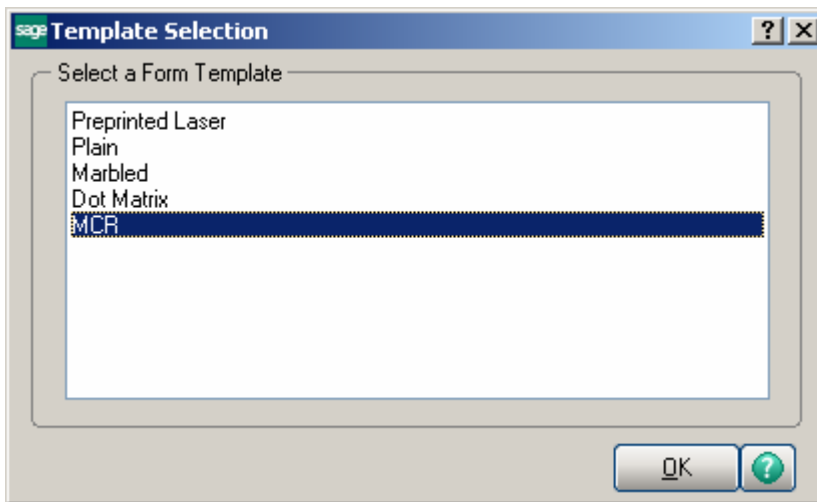 sage Template Selection
Select a Form Template
Preprinted Laser
Plain
Marbled
Dot Matrix
MCR
OK